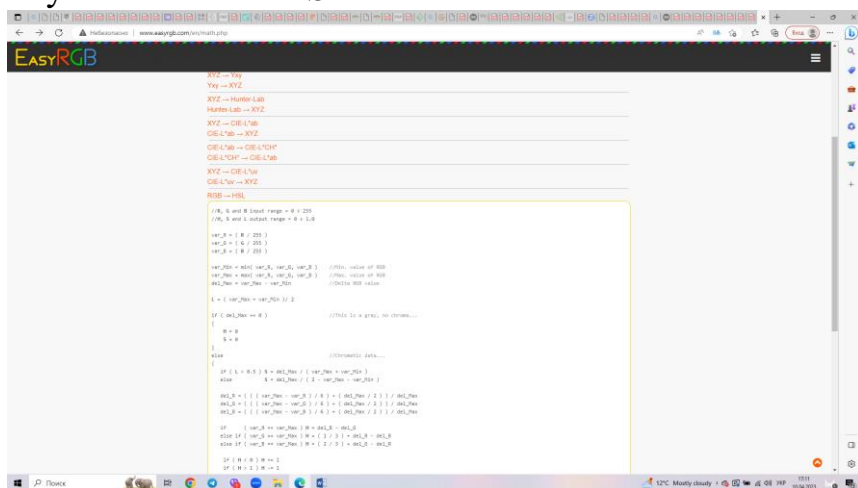 Небезопасно | www.easyrgb.com/en/math.php
Вхід
EASYRGB
XYZ → Yxy
Yxy → XYZ
XYZ → Hunter-Lab
Hunter-Lab → XYZ
XYZ → CIE-L*ab
CIE-L*ab → XYZ
CIE-L*ab → CIE-L*CH°
CIE-L*CH° → CIE-L*ab
XYZ → CIE-L*uv
CIE-L*uv → XYZ
RGB → HSL
//R, G and B input range = 0 ÷ 255
//H, S and L output range = 0 ÷ 1.0
var_R = ( R / 255 )
var_G = ( G / 255 )
var_B = ( B / 255 )
var_Min = min( var_R, var_G, var_B ) //Min. value of RGB
var_Max = max( var_R, var_G, var_B ) //Max. value of RGB
del_Max = var_Max - var_Min //Delta RGB value
L = ( var_Max + var_Min )/ 2
if ( del_Max == 0 ) //This is a gray, no chroma...
{
H = 0
S = 0
}
else //Chromatic data...
{
if ( L < 0.5 ) S = del_Max / ( var_Max + var_Min )
else S = del_Max / ( 2 - var_Max - var_Min )
del_R = ( ( ( var_Max - var_R ) / 6 ) + ( del_Max / 2 ) ) / del_Max
del_G = ( ( ( var_Max - var_G ) / 6 ) + ( del_Max / 2 ) ) / del_Max
del_B = ( ( ( var_Max - var_B ) / 6 ) + ( del_Max / 2 ) ) / del_Max
if ( var_R == var_Max ) H = del_B - del_G
else if ( var_G == var_Max ) H = ( 1 / 3 ) + del_R - del_B
else if ( var_B == var_Max ) H = ( 2 / 3 ) + del_G - del_R
if ( H < 0 ) H += 1
if ( H > 1 ) H -= 1
Поиск
12°C Mostly cloudy
УКР
15:11
10.04.2023